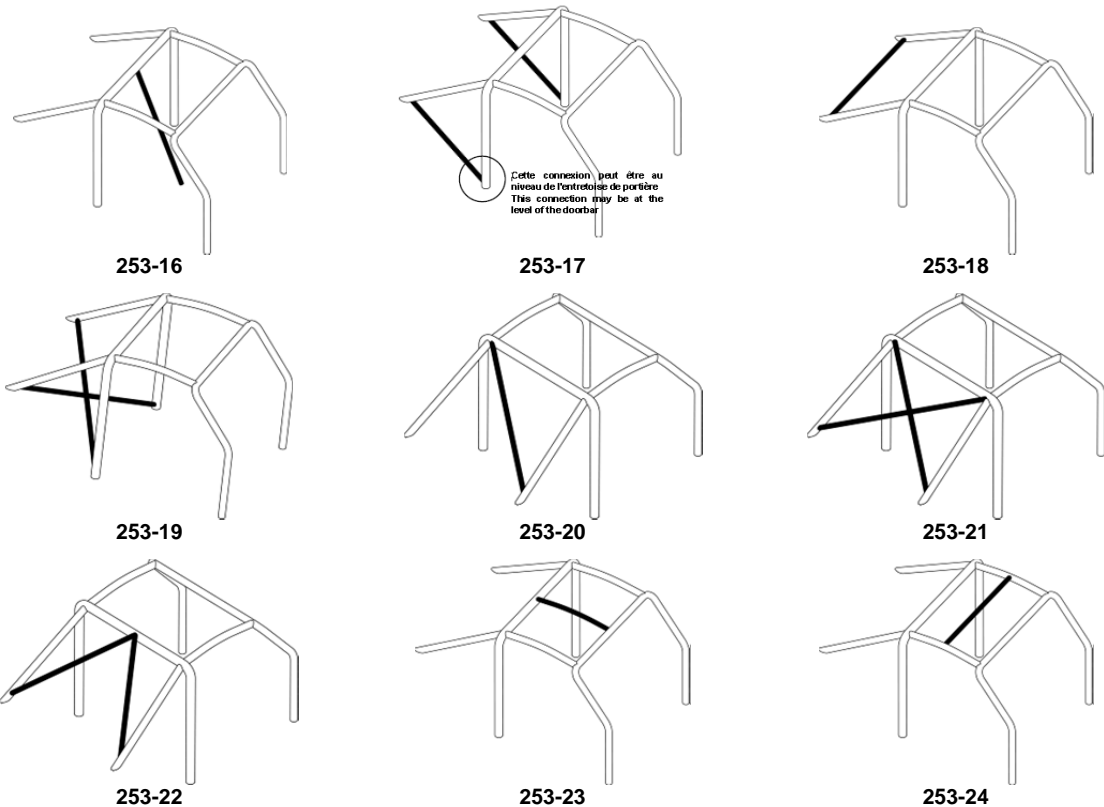 Cette connexion peut être au
niveau de l'entretoise de portière
This connection may be at the
level of the doorbar
253-16
253-17
253-18
253-19
253-20
253-21
253-22
253-23
253-24